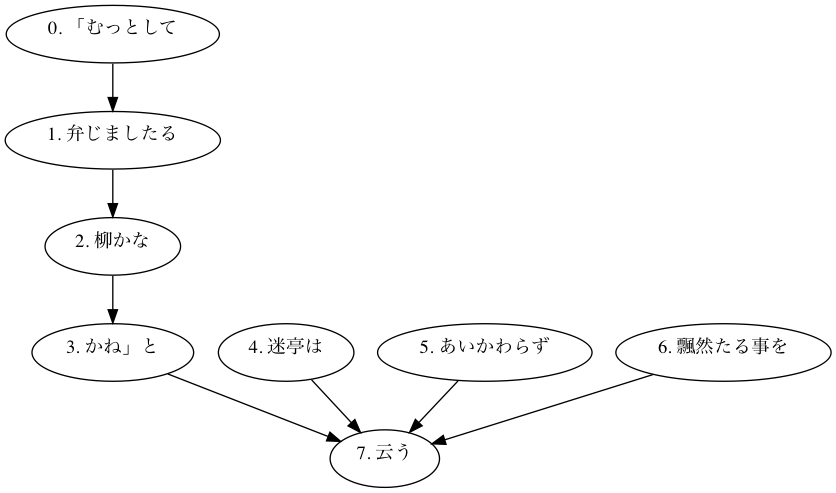 0. 「むっとして
1. 弁じましたる
2. 柳かな
3. かね」と
4. 迷亭は
5. あいかわらず
6. 飄然たる事を
7. 云う